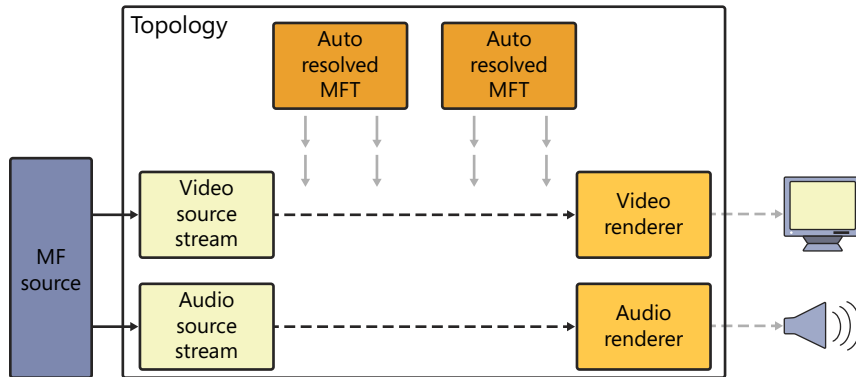 Topology
Auto
resolved
MFT
Auto
resolved
MFT
MF
source
Video
source
stream
Video
renderer
Audio
source
stream
Audio
renderer